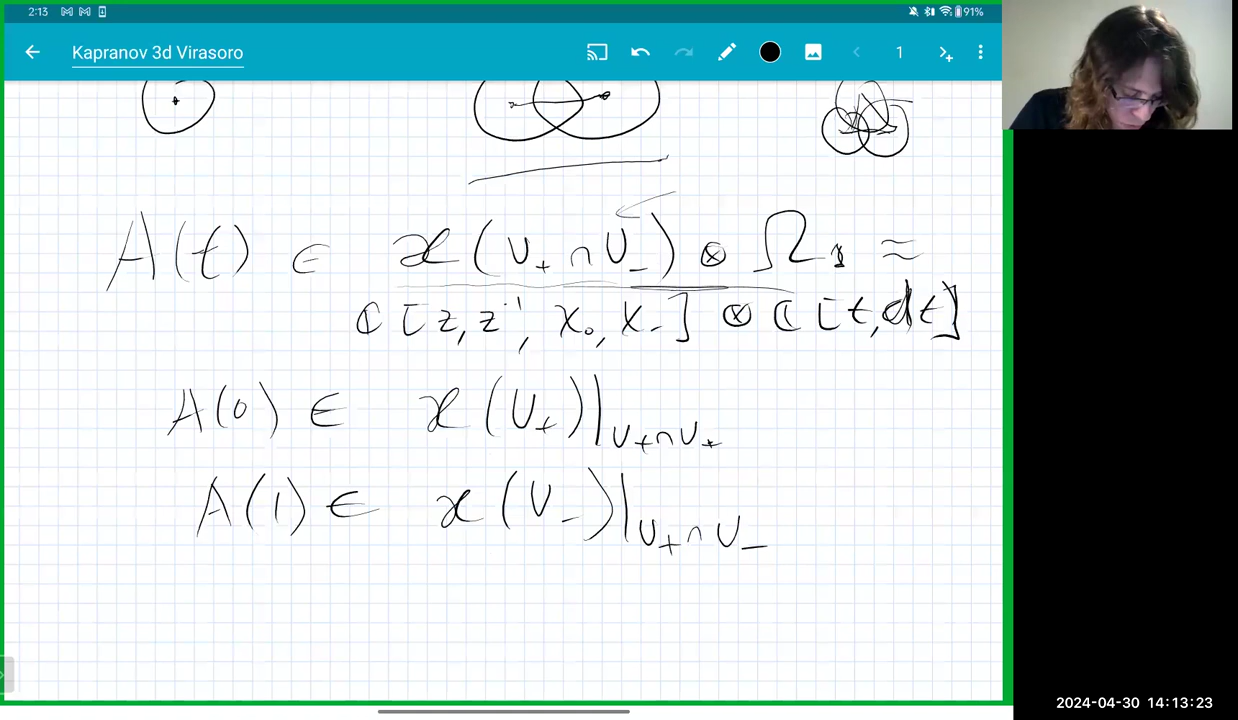 2:13
91%
Kapranov 3d Virasoro
1
A(t) ∈ 𝒳(U₊ ∩ U₋) ⊗ Ω₁ ≈
ℂ[z, z⁻¹, x₀, x₋] ⊗ ℂ[t, dt]
A(0) ∈ 𝒳(U₊)|U₊∩U₊
A(1) ∈ 𝒳(U₋)|U₊∩U₋
2024-04-30 14:13:23